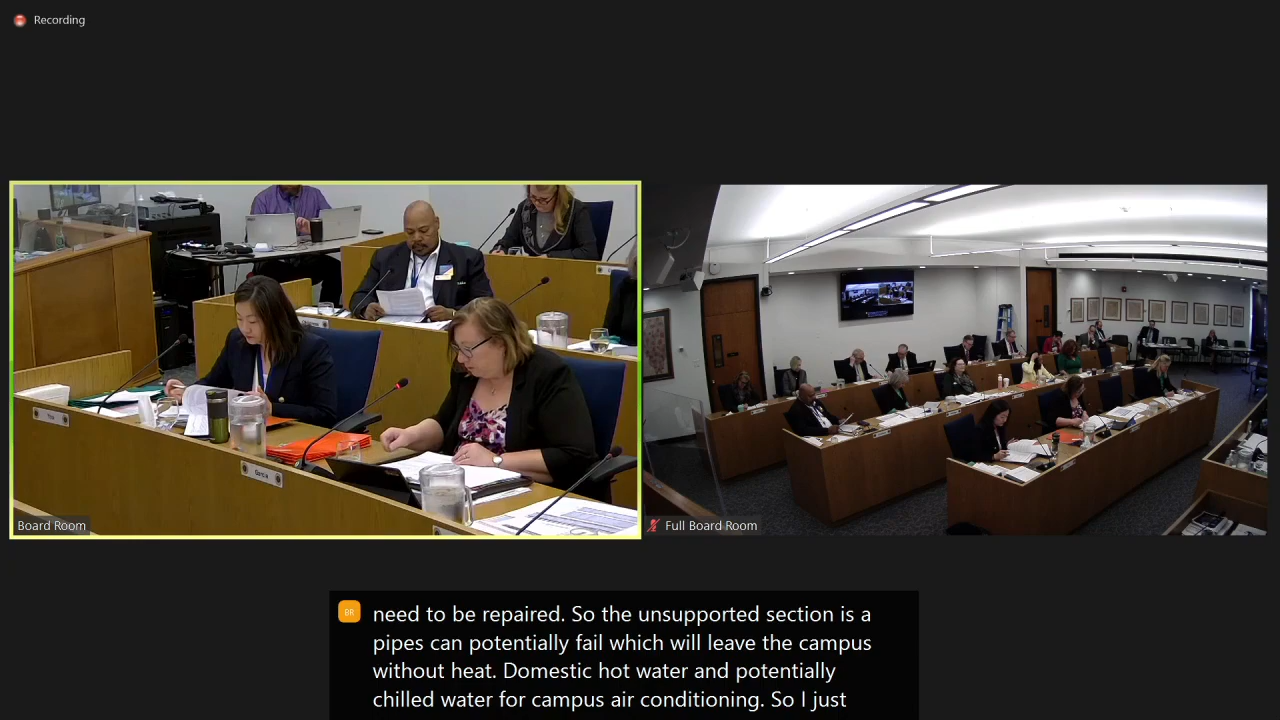 Recording
Garcia
Board Room
Full Board Room
BR
need to be repaired. So the unsupported section is a
pipes can potentially fail which will leave the campus
without heat. Domestic hot water and potentially
chilled water for campus air conditioning. So I just